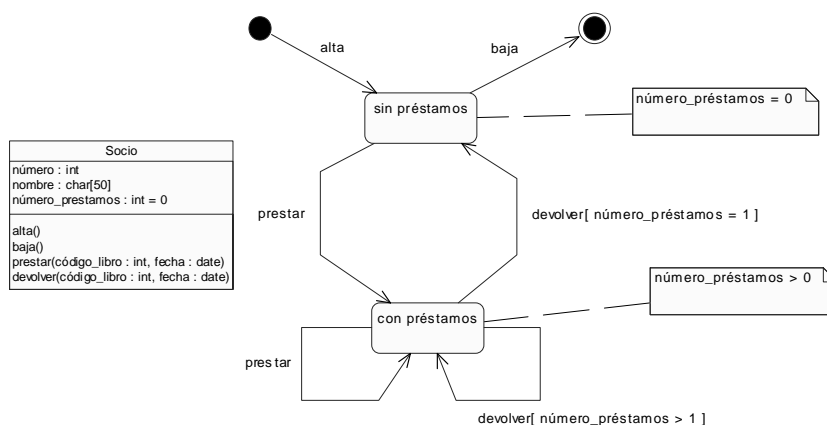 alta
baja
sin préstamos
número_préstamos = 0
Socio
número : int
nombre : char[50]
número_prestamos : int = 0
alta()
baja()
prestar(código_libro : int, fecha : date)
devolver(código_libro : int, fecha : date)
prestar
devolver[ número_préstamos = 1 ]
número_préstamos > 0
con préstamos
prestar
devolver[ número_préstamos > 1 ]